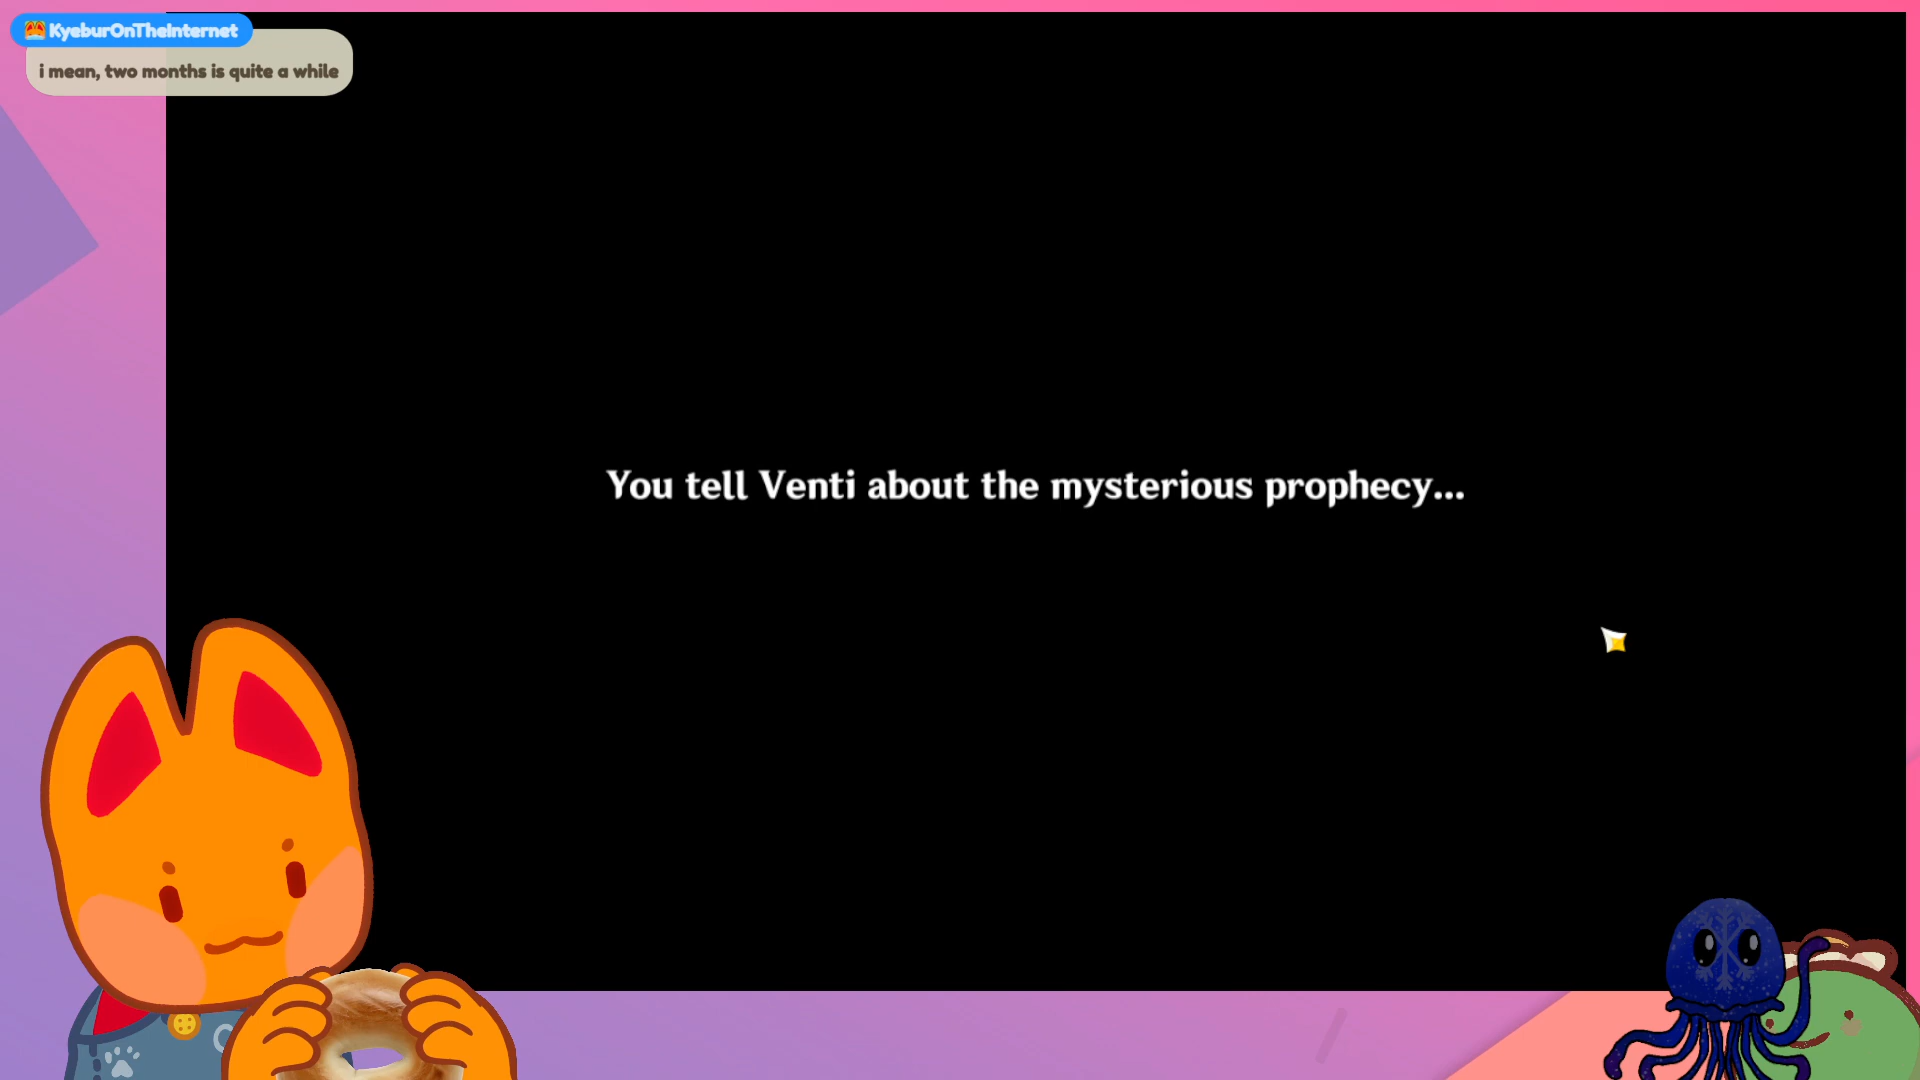 KyeburOnTheInternet
i mean, two months is quite a while
You tell Venti about the mysterious prophecy...